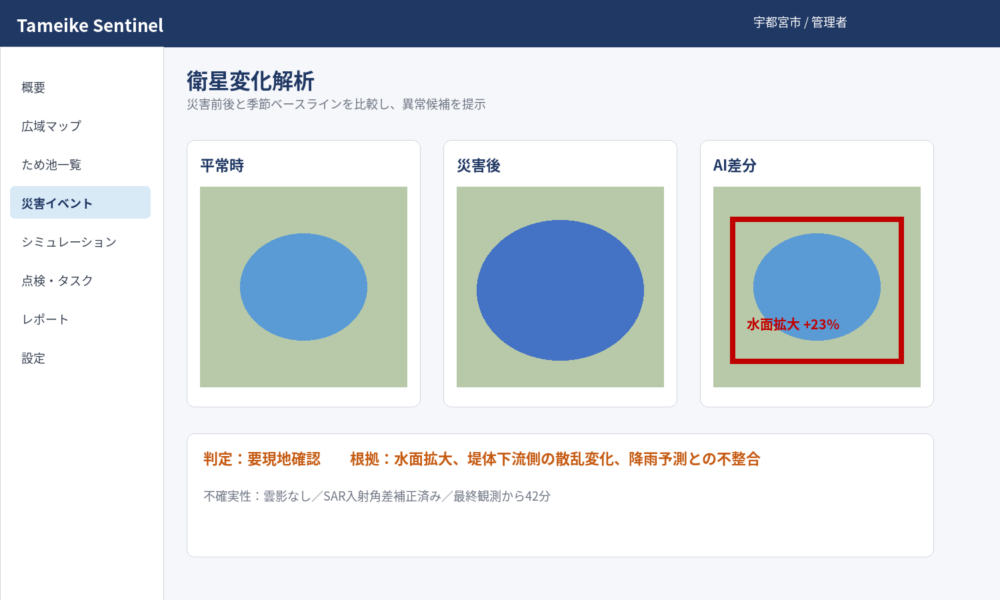 Tameike Sentinel
宇都宮市 / 管理者
概要
広域マップ
ため池一覧
災害イベント
シミュレーション
点検・タスク
レポート
設定
衛星変化解析
災害前後と季節ベースラインを比較し、異常候補を提示
平常時
災害後
AI差分
水面拡大 +23%
判定：要現地確認　　根拠：水面拡大、堤体下流側の散乱変化、降雨予測との不整合
不確実性：雲影なし／SAR入射角差補正済み／最終観測から42分